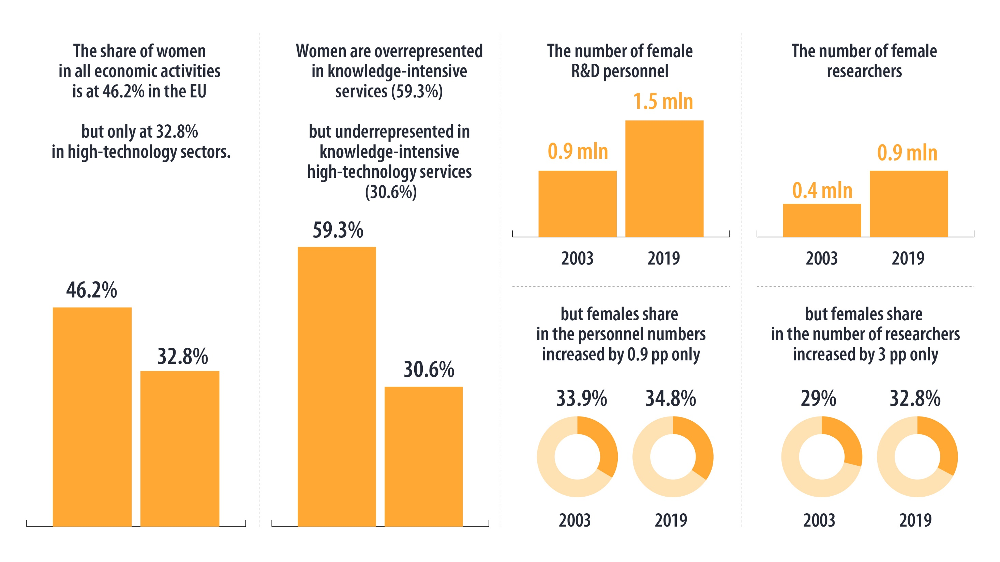 The share of women
in all economic activities
is at 46.2% in the EU
but only at 32.8%
in high-technology sectors.
46.2%
32.8%
Women are overrepresented
in knowledge-intensive
services (59.3%)
but underrepresented in
knowledge-intensive
high-technology services
(30.6%)
59.3%
30.6%
The number of female
R&D personnel
1.5 mln
0.9 mln
2003 2019
but females share
in the personnel numbers
increased by 0.9 pp only
33.9% 34.8%
2003 2019
The number of female
researchers
0.9 mln
0.4 mln
2003 2019
but females share
in the number of researchers
increased by 3 pp only
29% 32.8%
2003 2019